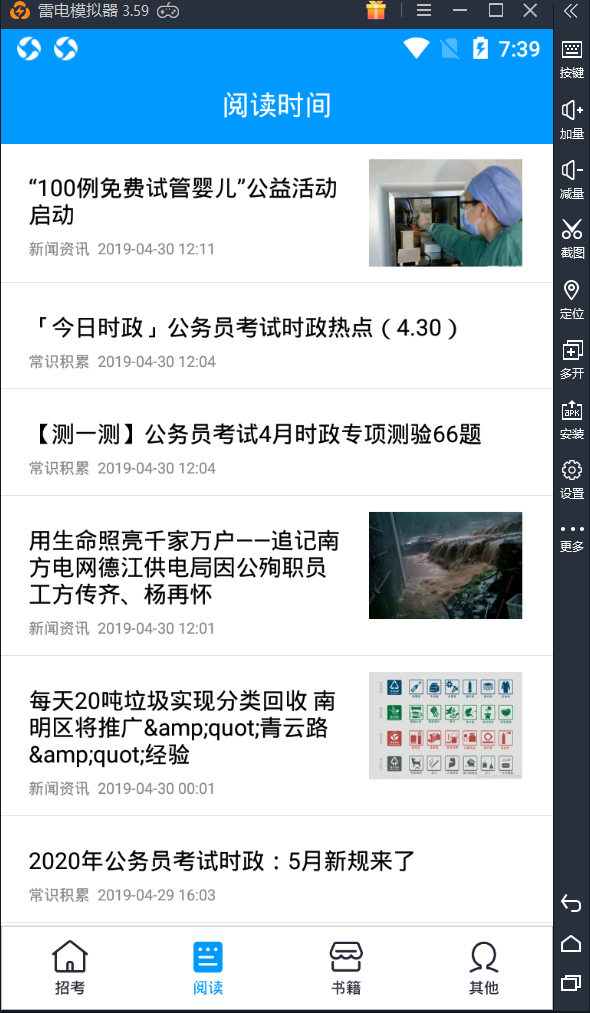 雷电模拟器 3.59
7:39
阅读时间
“100例免费试管婴儿”公益活动
启动
新闻资讯 2019-04-30 12:11
「今日时政」公务员考试时政热点（4.30）
常识积累 2019-04-30 12:04
【测一测】公务员考试4月时政专项测验66题
常识积累 2019-04-30 12:04
用生命照亮千家万户——追记南
方电网德江供电局因公殉职员
工方传齐、杨再怀
新闻资讯 2019-04-30 12:01
每天20吨垃圾实现分类回收 南
明区将推广&amp;quot;青云路
&amp;quot;经验
新闻资讯 2019-04-30 00:01
2020年公务员考试时政：5月新规来了
常识积累 2019-04-29 16:03
招考
阅读
书籍
其他
按键
加量
减量
截图
定位
多开
APK
安装
设置
更多